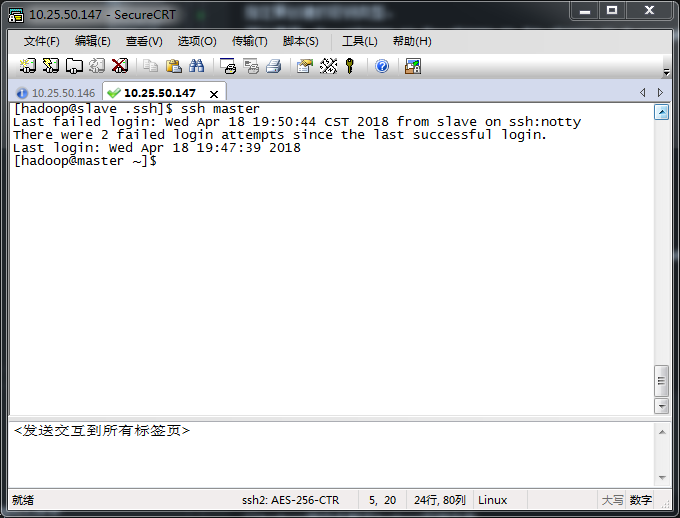 10.25.50.147 - SecureCRT
文件(F) 编辑(E) 查看(V) 选项(O) 传输(T) 脚本(S) 工具(L) 帮助(H)
10.25.50.146 10.25.50.147
[hadoop@slave .ssh]$ ssh master
Last failed login: Wed Apr 18 19:50:44 CST 2018 from slave on ssh:notty
There were 2 failed login attempts since the last successful login.
Last login: Wed Apr 18 19:47:39 2018
[hadoop@master ~]$
<发送交互到所有标签页>
就绪 ssh2: AES-256-CTR 5, 20 24行, 80列 Linux 大写 数字